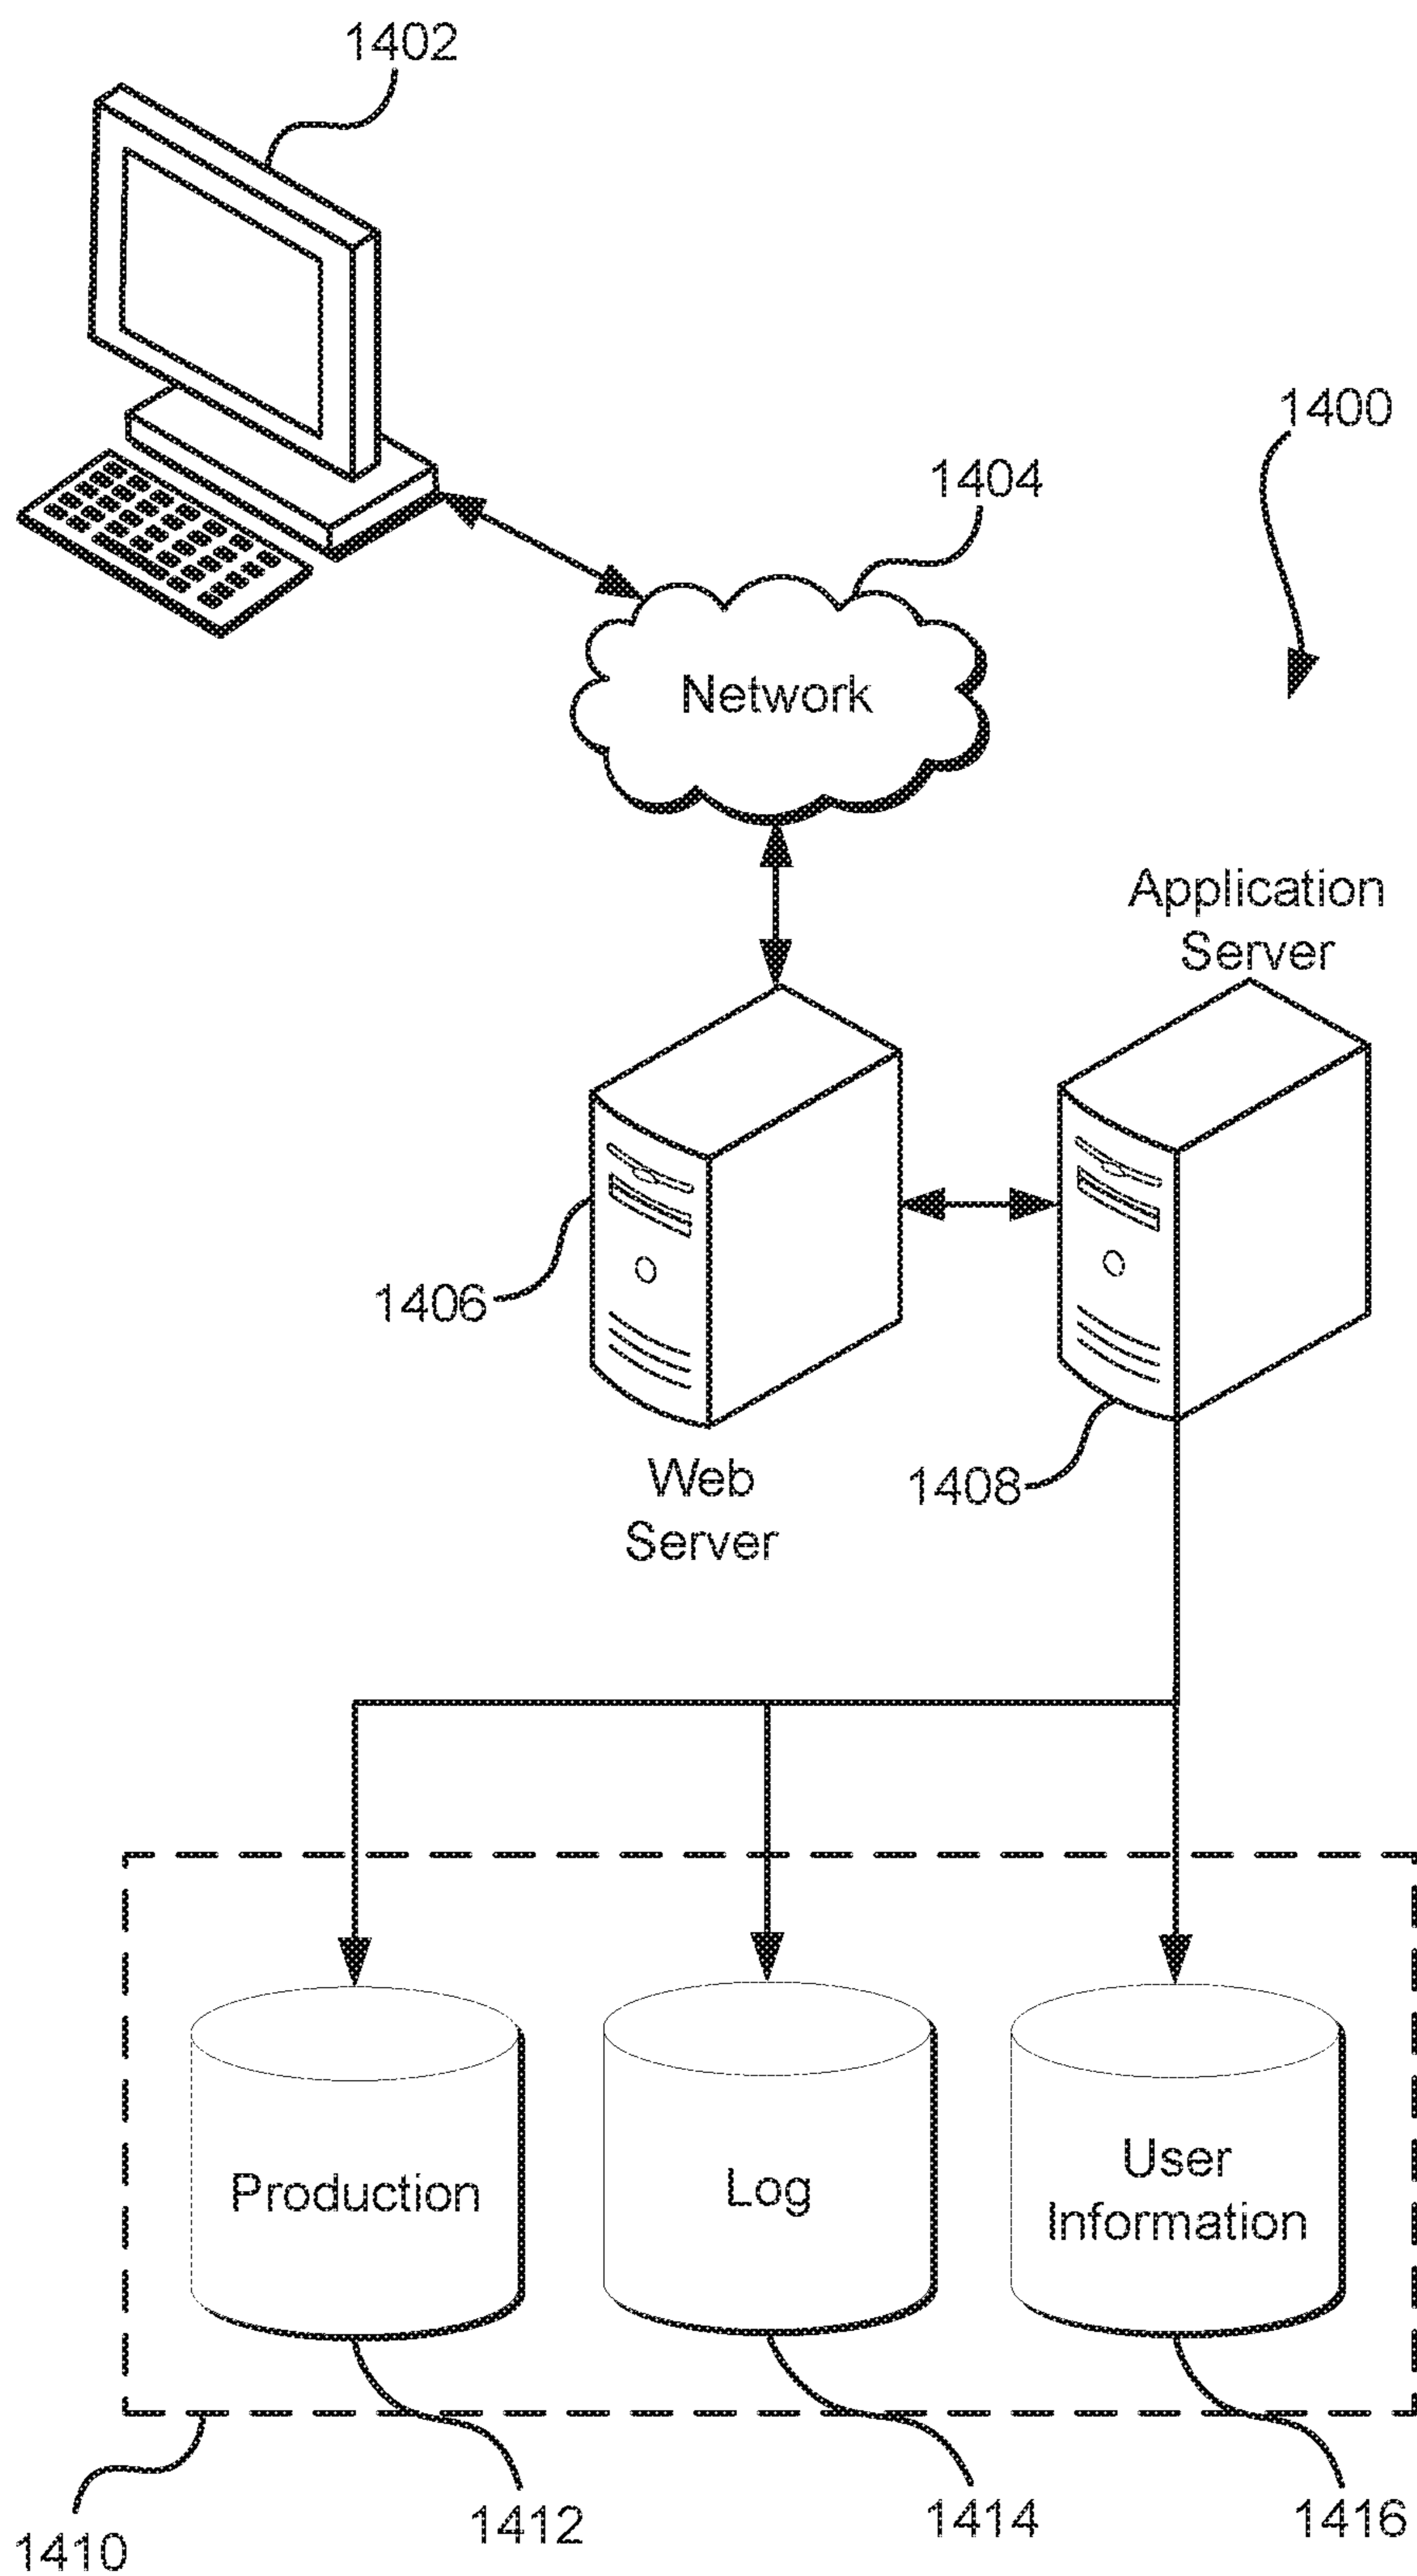 1402
1400
1404
Network
Application
Server
1406
1408
Web
Server
Production
Log
User
Information
1410
1412
1414
1416